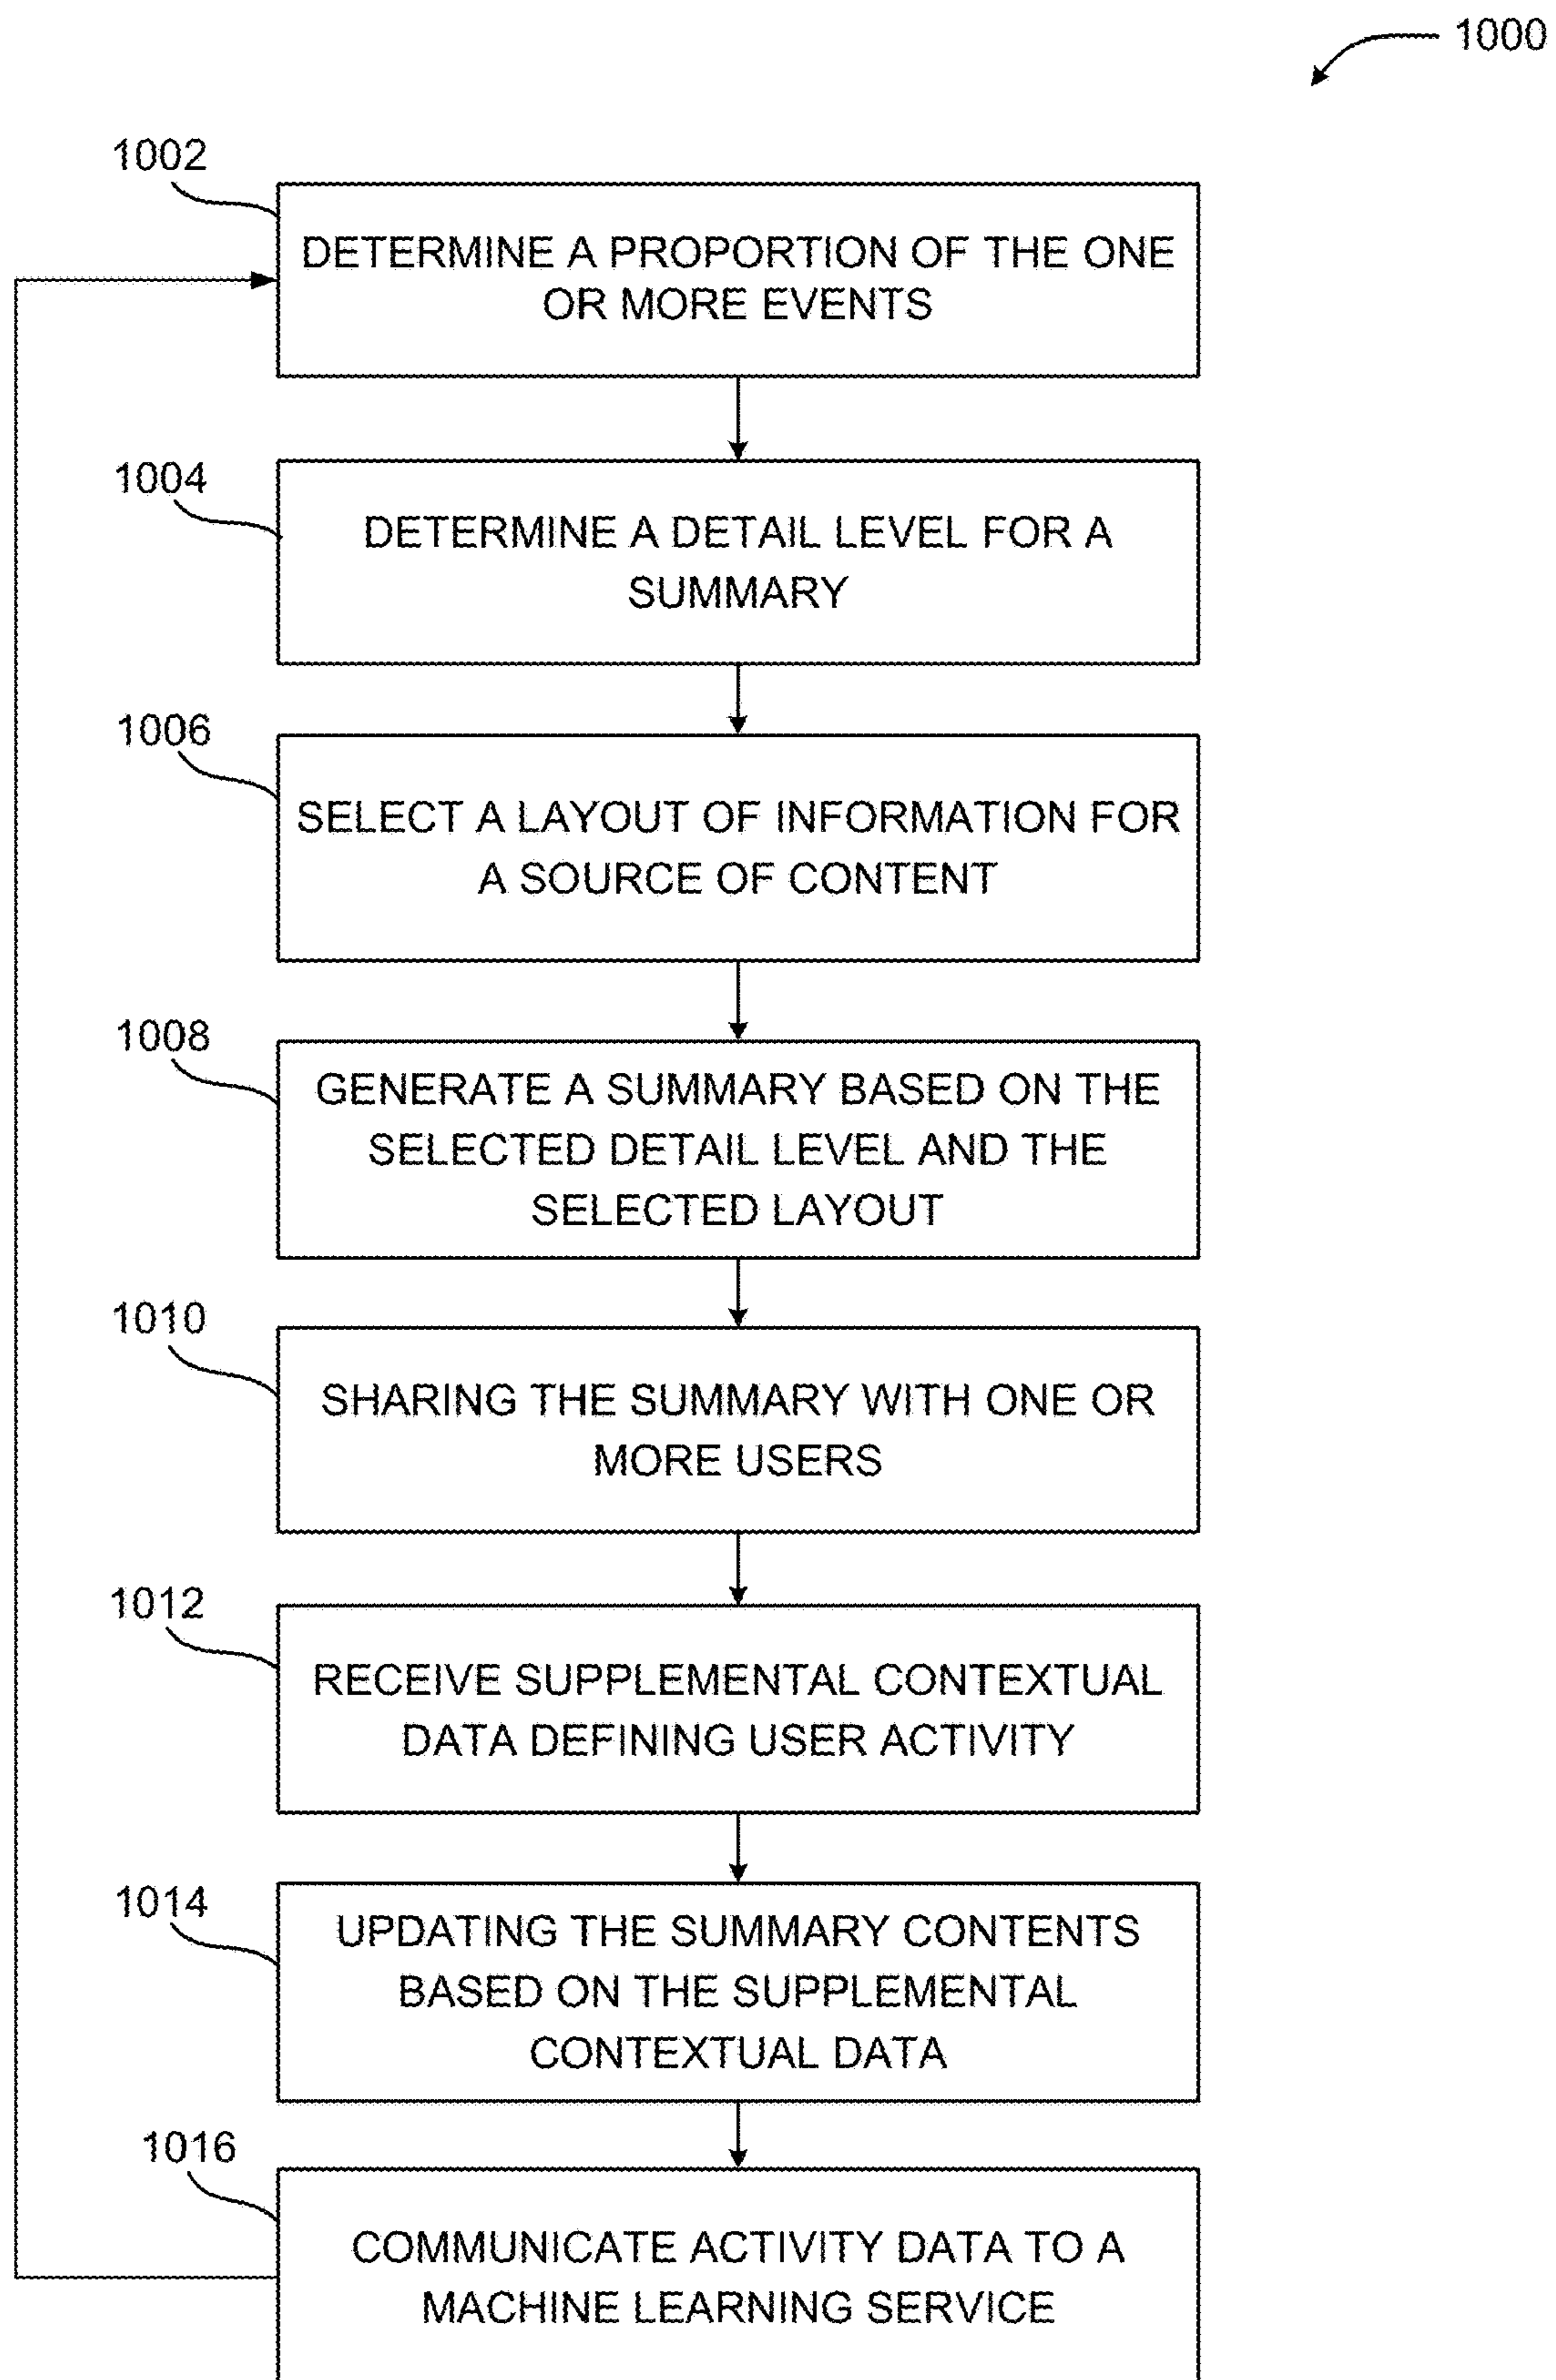 1000
1002
DETERMINE A PROPORTION OF THE ONE
OR MORE EVENTS
1004
DETERMINE A DETAIL LEVEL FOR A
SUMMARY
1006
SELECT A LAYOUT OF INFORMATION FOR
A SOURCE OF CONTENT
1008
GENERATE A SUMMARY BASED ON THE
SELECTED DETAIL LEVEL AND THE
SELECTED LAYOUT
1010
SHARING THE SUMMARY WITH ONE OR
MORE USERS
1012
RECEIVE SUPPLEMENTAL CONTEXTUAL
DATA DEFINING USER ACTIVITY
1014
UPDATING THE SUMMARY CONTENTS
BASED ON THE SUPPLEMENTAL
CONTEXTUAL DATA
1016
COMMUNICATE ACTIVITY DATA TO A
MACHINE LEARNING SERVICE